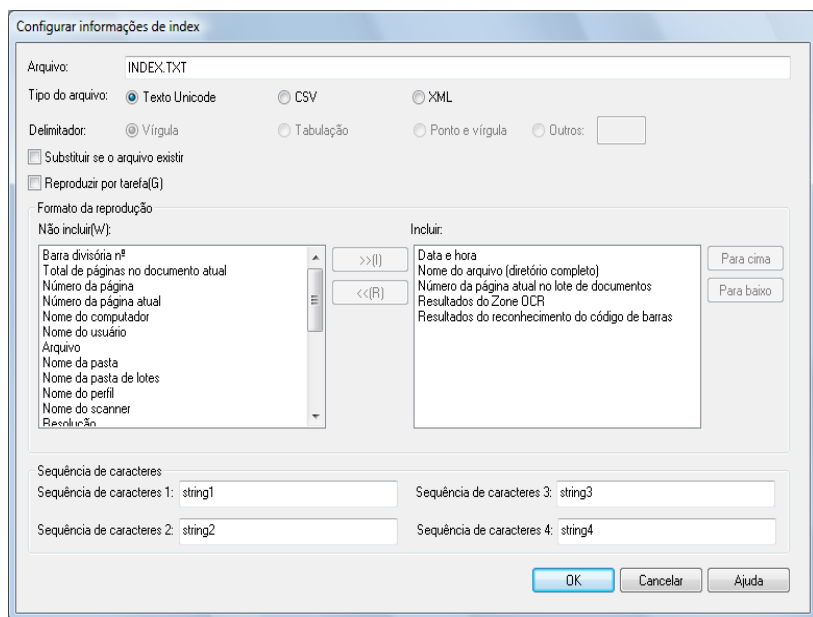 Configurar informações de index
Arquivo: INDEX.TXT
Tipo do arquivo: Texto Unicode CSV XML
Delimitador: Vírgula Tabulação Ponto e vírgula Outros:
Substituir se o arquivo existir
Reproduzir por tarefa(G)
Formato da reprodução
Não incluir(W):
Barra divisória nº
Total de páginas no documento atual
Número da página
Número da página atual
Nome do computador
Nome do usuário
Arquivo
Nome da pasta
Nome da pasta de lotes
Nome do perfil
Nome do scanner
Resolução
>>(I)
<<(R)
Incluir:
Data e hora
Nome do arquivo (diretório completo)
Número da página atual no lote de documentos
Resultados do Zone OCR
Resultados do reconhecimento do código de barras
Para cima
Para baixo
Sequência de caracteres
Sequência de caracteres 1: string1 Sequência de caracteres 3: string3
Sequência de caracteres 2: string2 Sequência de caracteres 4: string4
OK Cancelar Ajuda